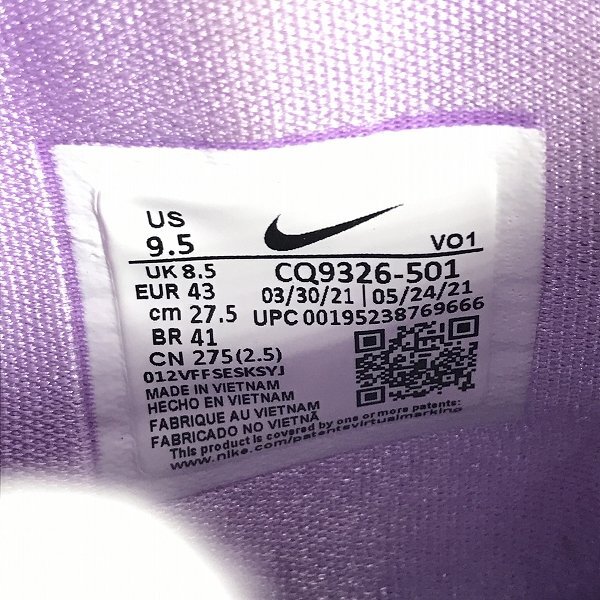 US
9.5
VO1
UK 8.5
CQ9326-501
EUR 43
03/30/21 | 05/24/21
cm 27.5
UPC 00195238769666
BR 41
CN 275(2.5)
012VFFSESKSYJ
MADE IN VIETNAM
HECHO EN VIETNAM
FABRIQUE AU VIETNAM
FABRICADO NO VIETNÃ
This product is covered by one or more patents:
www.nike.com/patentsvirtualmarking